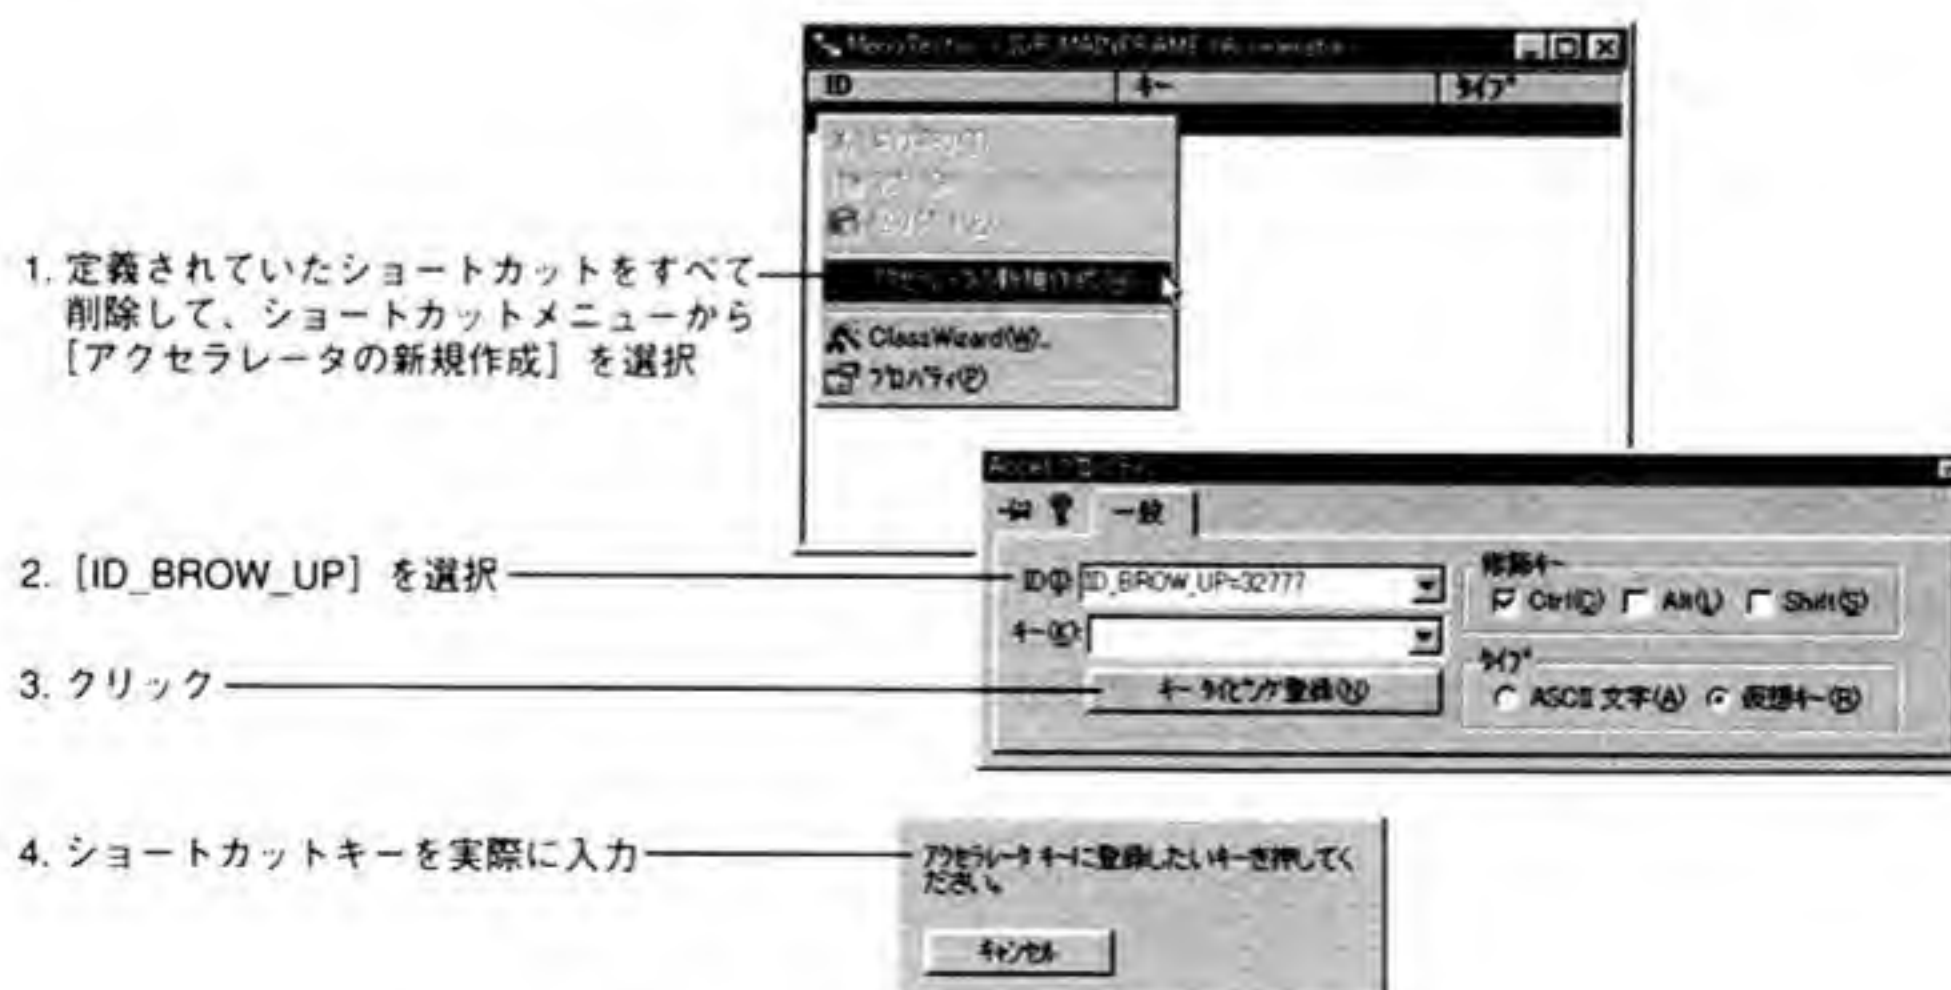 IDR_MAINFRAME
ID
キー
タイプ
ClassWizard(W)...
プロパティ(P)
1. 定義されていたショートカットをすべて
削除して、ショートカットメニューから
[アクセラレータの新規作成] を選択
一般
2. [ID_BROW_UP] を選択
ID(I):
ID_BROW_UP=32777
修飾キー
Ctrl(C)
Alt(L)
Shift(S)
キー(K):
タイプ
3. クリック
キー タイピング登録(N)
ASCII 文字(A)
仮想キー(R)
4. ショートカットキーを実際に入力
アクセラレータ キーに登録したいキーを押してく
ださい。
キャンセル